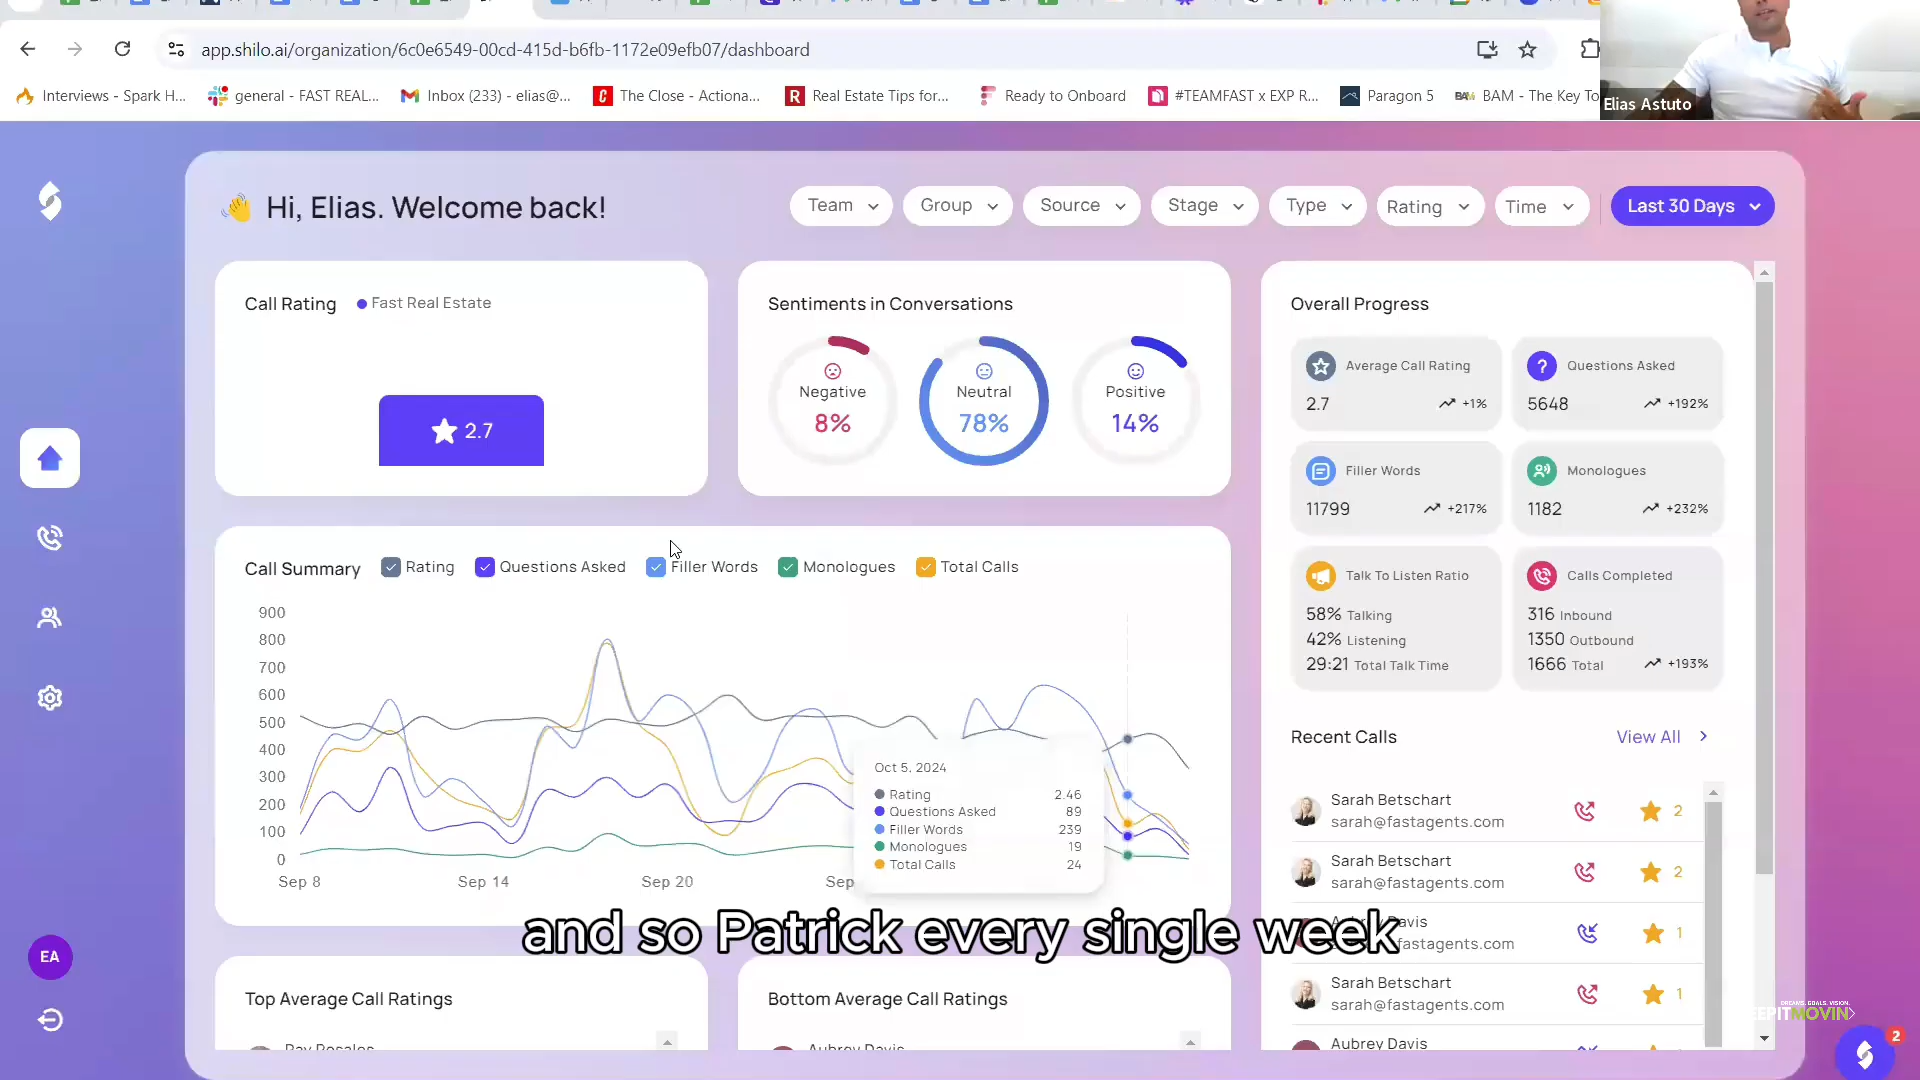 app.shilo.ai/organization/6c0e6549-00cd-415d-b6fb-1172e09efb07/dashboard
Interviews - Spark H...
general - FAST REAL...
Inbox (233) - elias@...
The Close - Actiona...
Real Estate Tips for...
Ready to Onboard
#TEAMFAST x EXP R...
Paragon 5
BAM - The Key To
Elias Astuto
Hi, Elias. Welcome back!
Team
Group
Source
Stage
Type
Rating
Time
Last 30 Days
Call Rating
Fast Real Estate
2.7
Sentiments in Conversations
Negative
8%
Neutral
78%
Positive
14%
Overall Progress
Average Call Rating
2.7
+1%
Questions Asked
5648
+192%
Filler Words
11799
+217%
Monologues
1182
+232%
Talk To Listen Ratio
58% Talking
42% Listening
29:21 Total Talk Time
Calls Completed
316 Inbound
1350 Outbound
1666 Total
+193%
Call Summary
Rating
Questions Asked
Filler Words
Monologues
Total Calls
900
800
700
600
500
400
300
200
100
0
Sep 8
Sep 14
Sep 20
Sep
Oct 5, 2024
Rating 2.46
Questions Asked 89
Filler Words 239
Monologues 19
Total Calls 24
Recent Calls
View All
Sarah Betschart
sarah@fastagents.com
2
Sarah Betschart
sarah@fastagents.com
2
Davis
fastagents.com
1
Sarah Betschart
sarah@fastagents.com
1
Aubrey Davis
and so Patrick every single week
Top Average Call Ratings
Ray Rosales
Bottom Average Call Ratings
Aubrey Davis
EA
DREAMS. GOALS. VISION.
EPITMOVIN
2